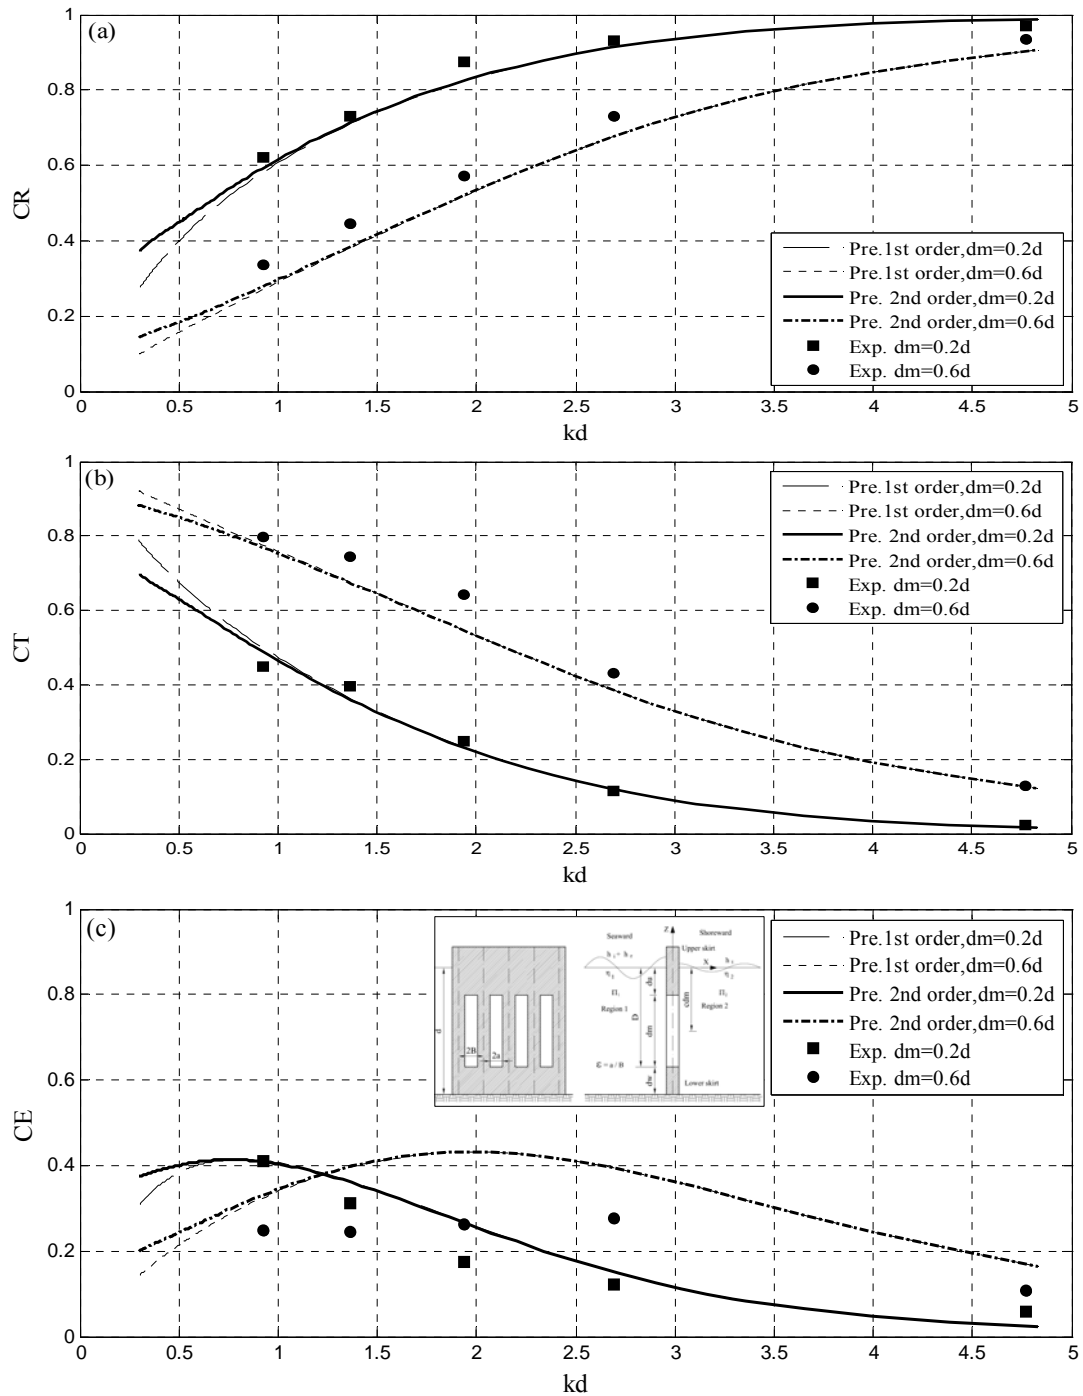 (a)
1
0.8
0.6
0.4
0.2
0
CR
Pre.1st order,dm=0.2d
Pre.1st order,dm=0.6d
Pre. 2nd order,dm=0.2d
Pre. 2nd order,dm=0.6d
Exp. dm=0.2d
Exp. dm=0.6d
0 0.5 1 1.5 2 2.5 3 3.5 4 4.5 5
kd
(b)
1
0.8
0.6
0.4
0.2
0
CT
Pre.1st order,dm=0.2d
Pre.1st order,dm=0.6d
Pre. 2nd order,dm=0.2d
Pre. 2nd order,dm=0.6d
Exp. dm=0.2d
Exp. dm=0.6d
0 0.5 1 1.5 2 2.5 3 3.5 4 4.5 5
kd
(c)
1
0.8
0.6
0.4
0.2
0
CE
d
2B
2a
Seaward
Z
Shoreward
Upper skirt
X
η1
η2
Region 1
Region 2
D
du
dm
cdm
ε = a / B
dw
Lower skirt
Pre.1st order,dm=0.2d
Pre.1st order,dm=0.6d
Pre. 2nd order,dm=0.2d
Pre. 2nd order,dm=0.6d
Exp. dm=0.2d
Exp. dm=0.6d
0 0.5 1 1.5 2 2.5 3 3.5 4 4.5 5
kd